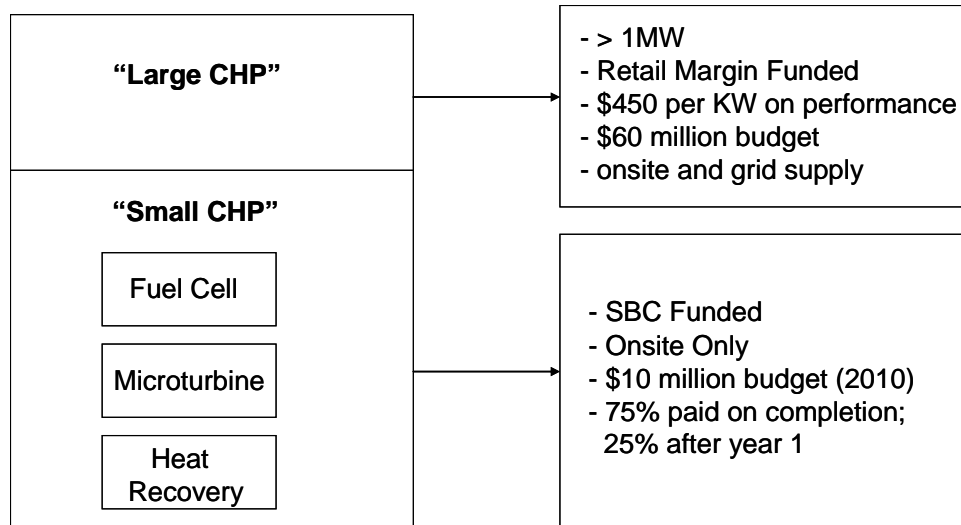 “Large CHP”
- > 1MW
- Retail Margin Funded
- $450 per KW on performance
- $60 million budget
- onsite and grid supply
“Small CHP”
Fuel Cell
Microturbine
Heat
Recovery
- SBC Funded
- Onsite Only
- $10 million budget (2010)
- 75% paid on completion;
25% after year 1